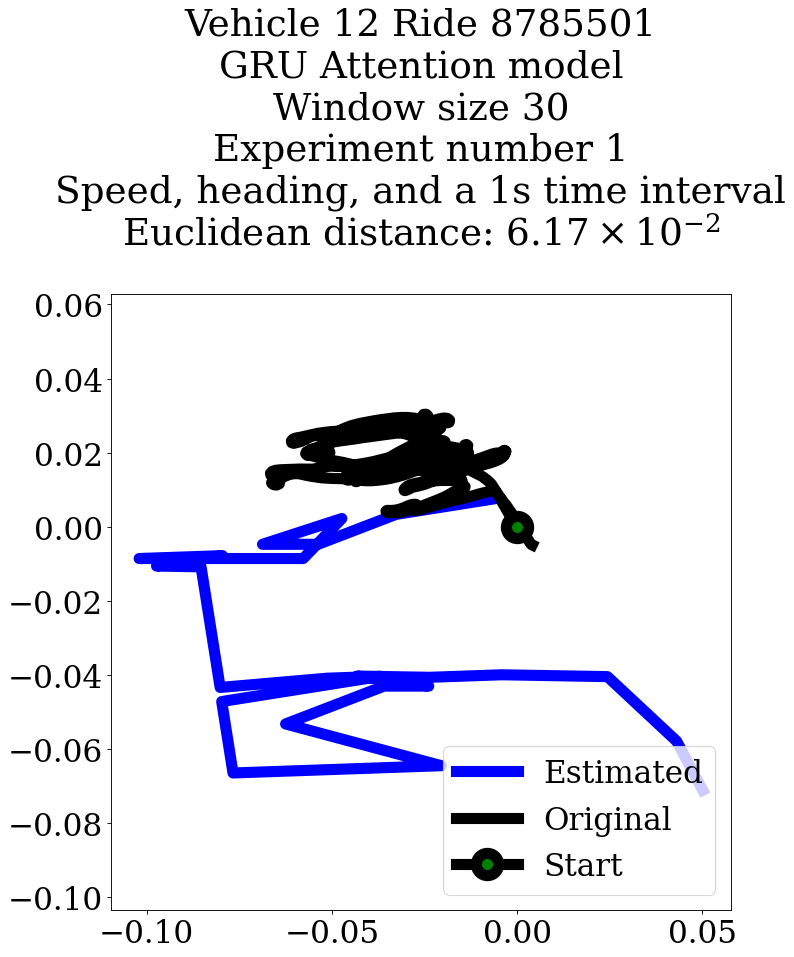 Vehicle 12 Ride 8785501
GRU Attention model
Window size 30
Experiment number 1
Speed, heading, and a 1s time interval
Euclidean distance: 6.17 × 10⁻²
0.06
0.04
0.02
0.00
−0.02
−0.04
−0.06
−0.08
−0.10
Estimated
Original
Start
−0.10 −0.05 0.00 0.05